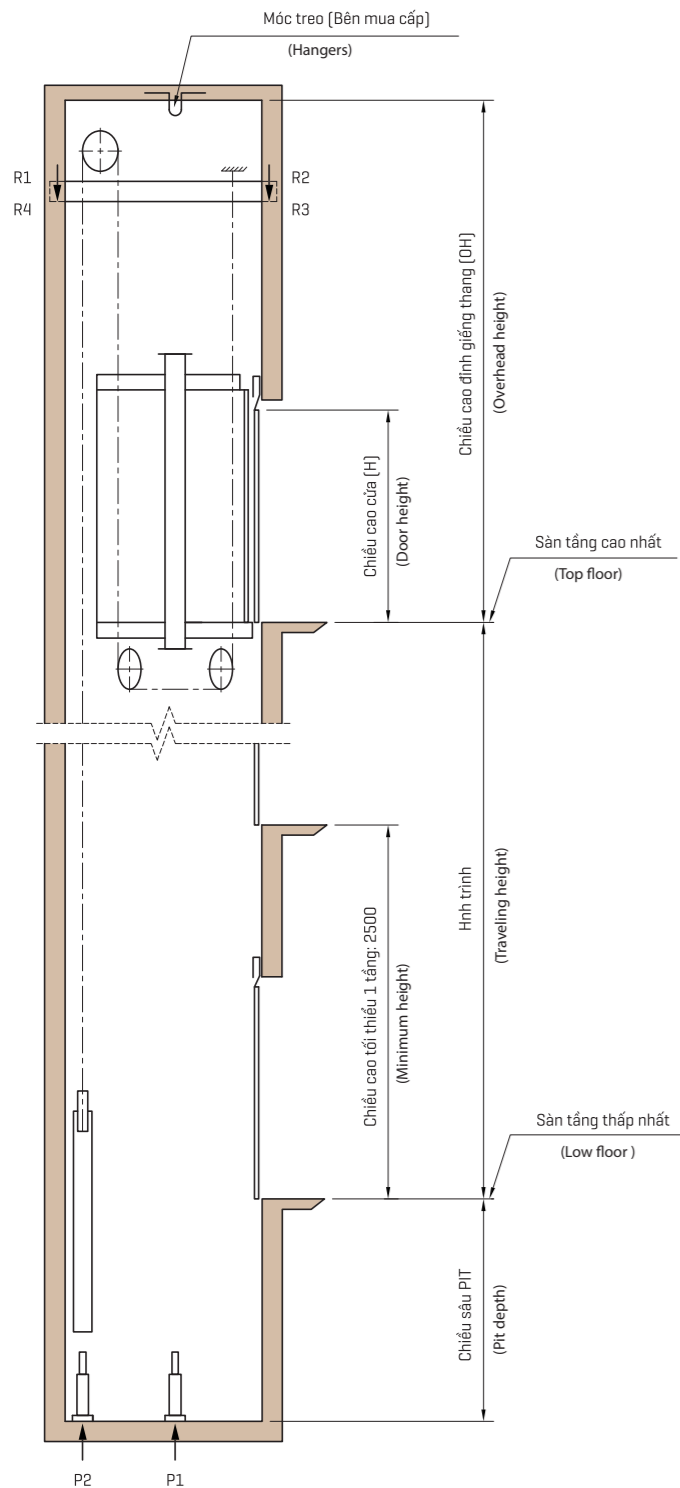 Móc treo (Bên mua cấp)
(Hangers)
R1
R2
R4
R3
Chiều cao đỉnh giếng thang (OH)
(Overhead height)
Chiều cao cửa (H)
(Door height)
Sàn tầng cao nhất
(Top floor)
Hnh trình
(Traveling height)
Chiều cao tối thiểu 1 tầng: 2500
(Minimum height)
Sàn tầng thấp nhất
(Low floor )
Chiều sâu PIT
(Pit depth)
P2
P1